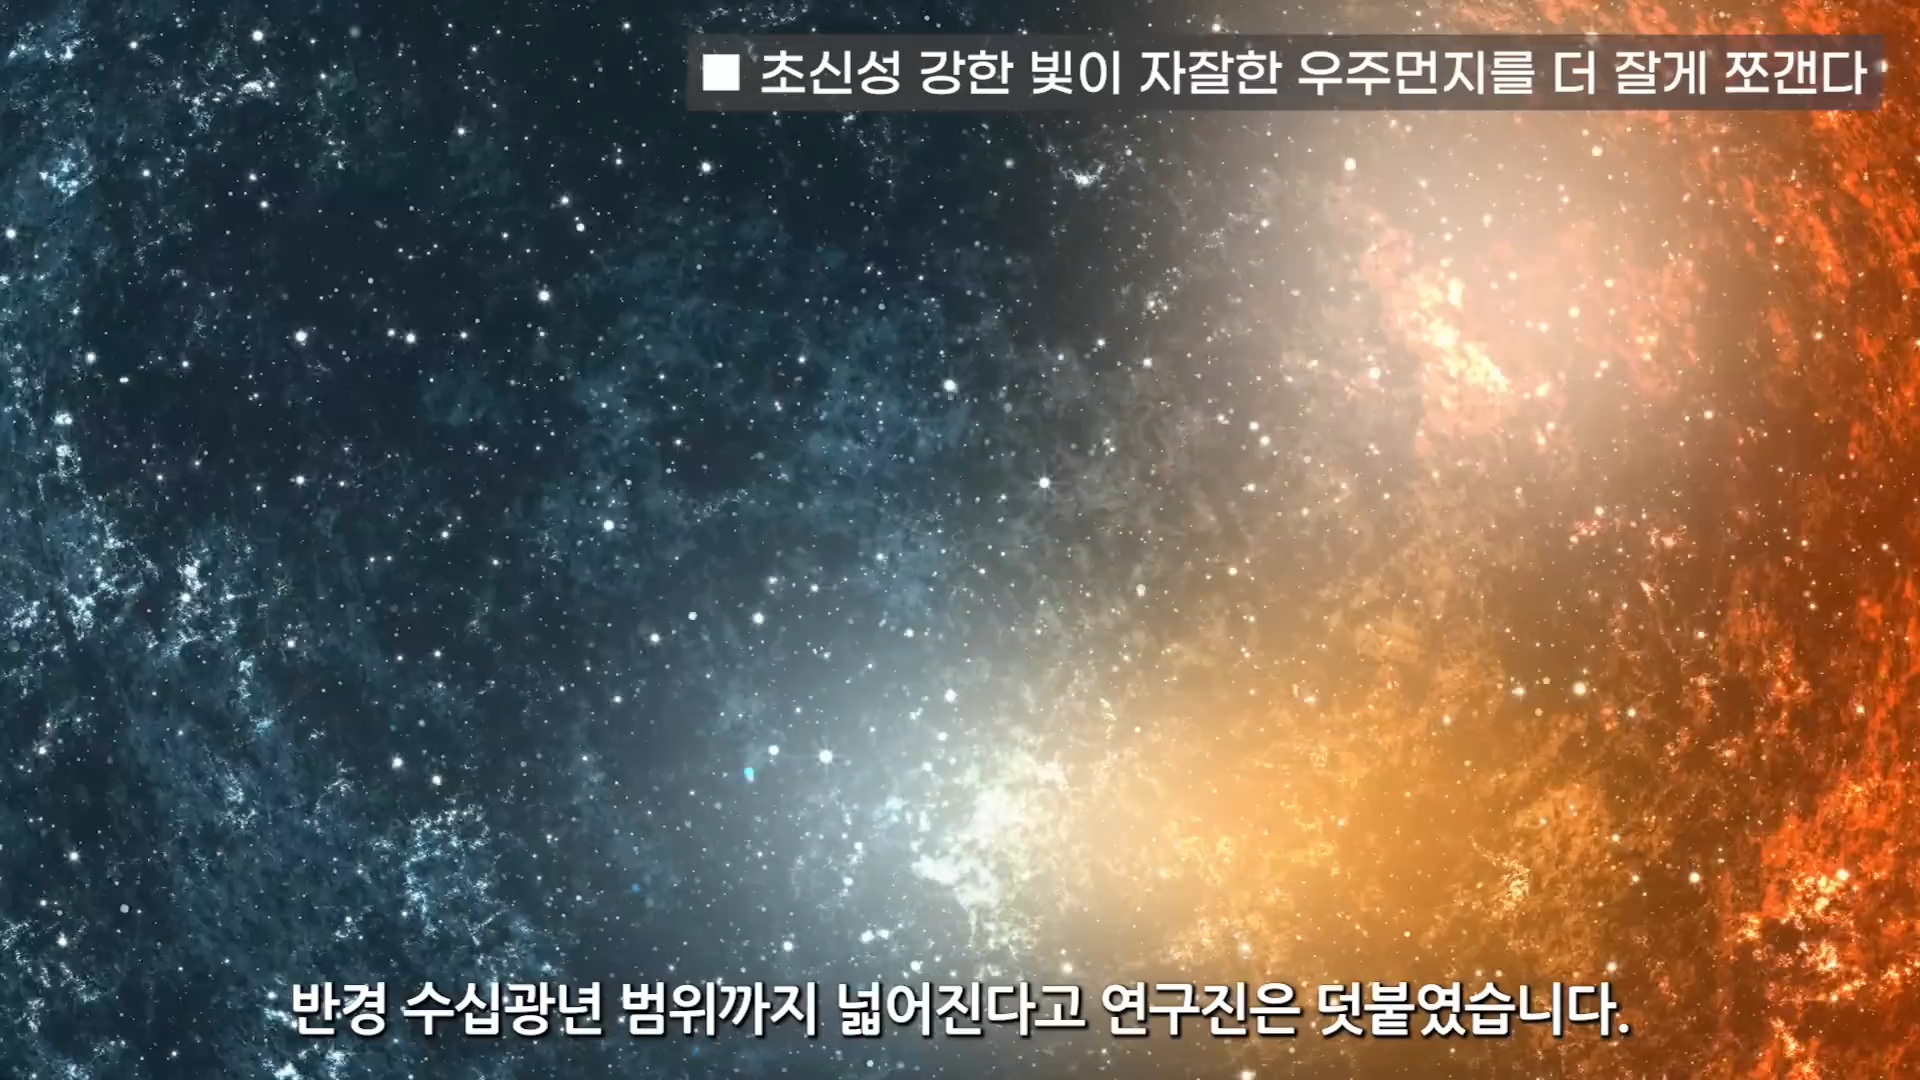 ■ 초신성 강한 빛이 자잘한 우주먼지를 더 잘게 쪼갠다
반경 수십광년 범위까지 넓어진다고 연구진은 덧붙였습니다.